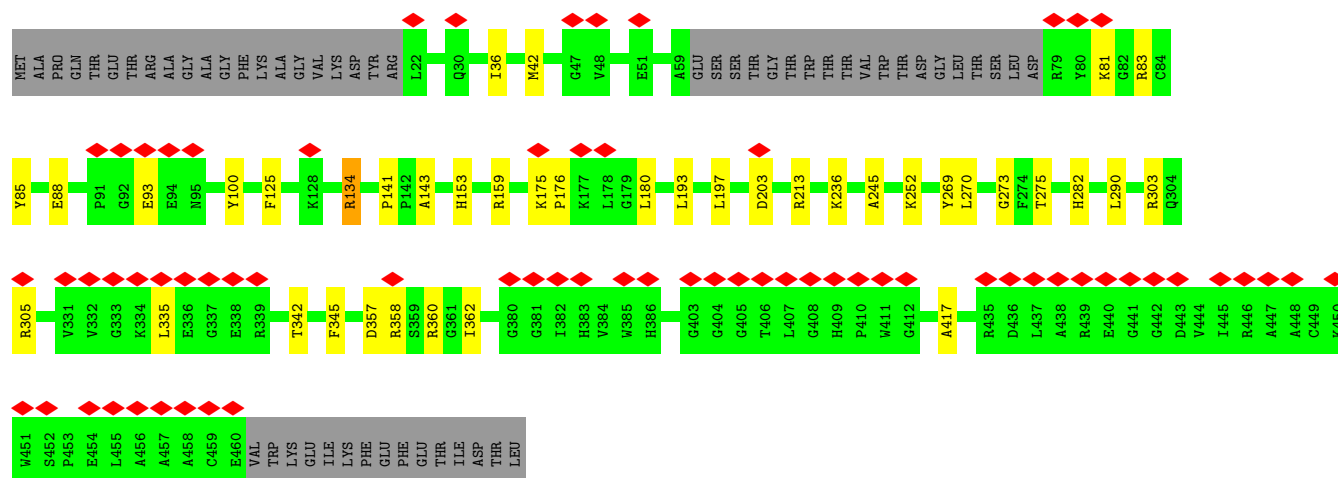 MET ALA PRO GLN THR GLU THR ARG ALA GLY ALA GLY PHE LYS ALA GLY VAL LYS ASP TYR ARG L22 Q30 I36 M42 G47 V48 E51 A59 GLU SER SER THR GLY THR TRP THR THR VAL TRP THR ASP GLY LEU THR SER LEU ASP R79 Y80 K81 G82 R83 C84
Y85 E88 P91 G92 E93 E94 N95 Y100 F125 K128 R134 P141 P142 A143 H153 R159 K175 P176 K177 L178 G179 L180 L193 L197 D203 R213 K236 A245 K252 Y269 L270 G273 F274 T275 H282 L290 R303 Q304
R305 V331 V332 G333 K334 L335 E336 G337 E338 R339 T342 F345 D357 R358 S359 R360 G361 I362 G380 G381 I382 H383 V384 W385 H386 G403 G404 G405 T406 L407 G408 H409 P410 W411 G412 A417 R435 D436 L437 A438 R439 E440 G441 G442 D443 V444 I445 R446 A447 A448 C449 K450
W451 S452 P453 E454 L455 A456 A457 A458 C459 E460 VAL TRP LYS GLU ILE LYS PHE GLU PHE GLU THR ILE ASP THR LEU